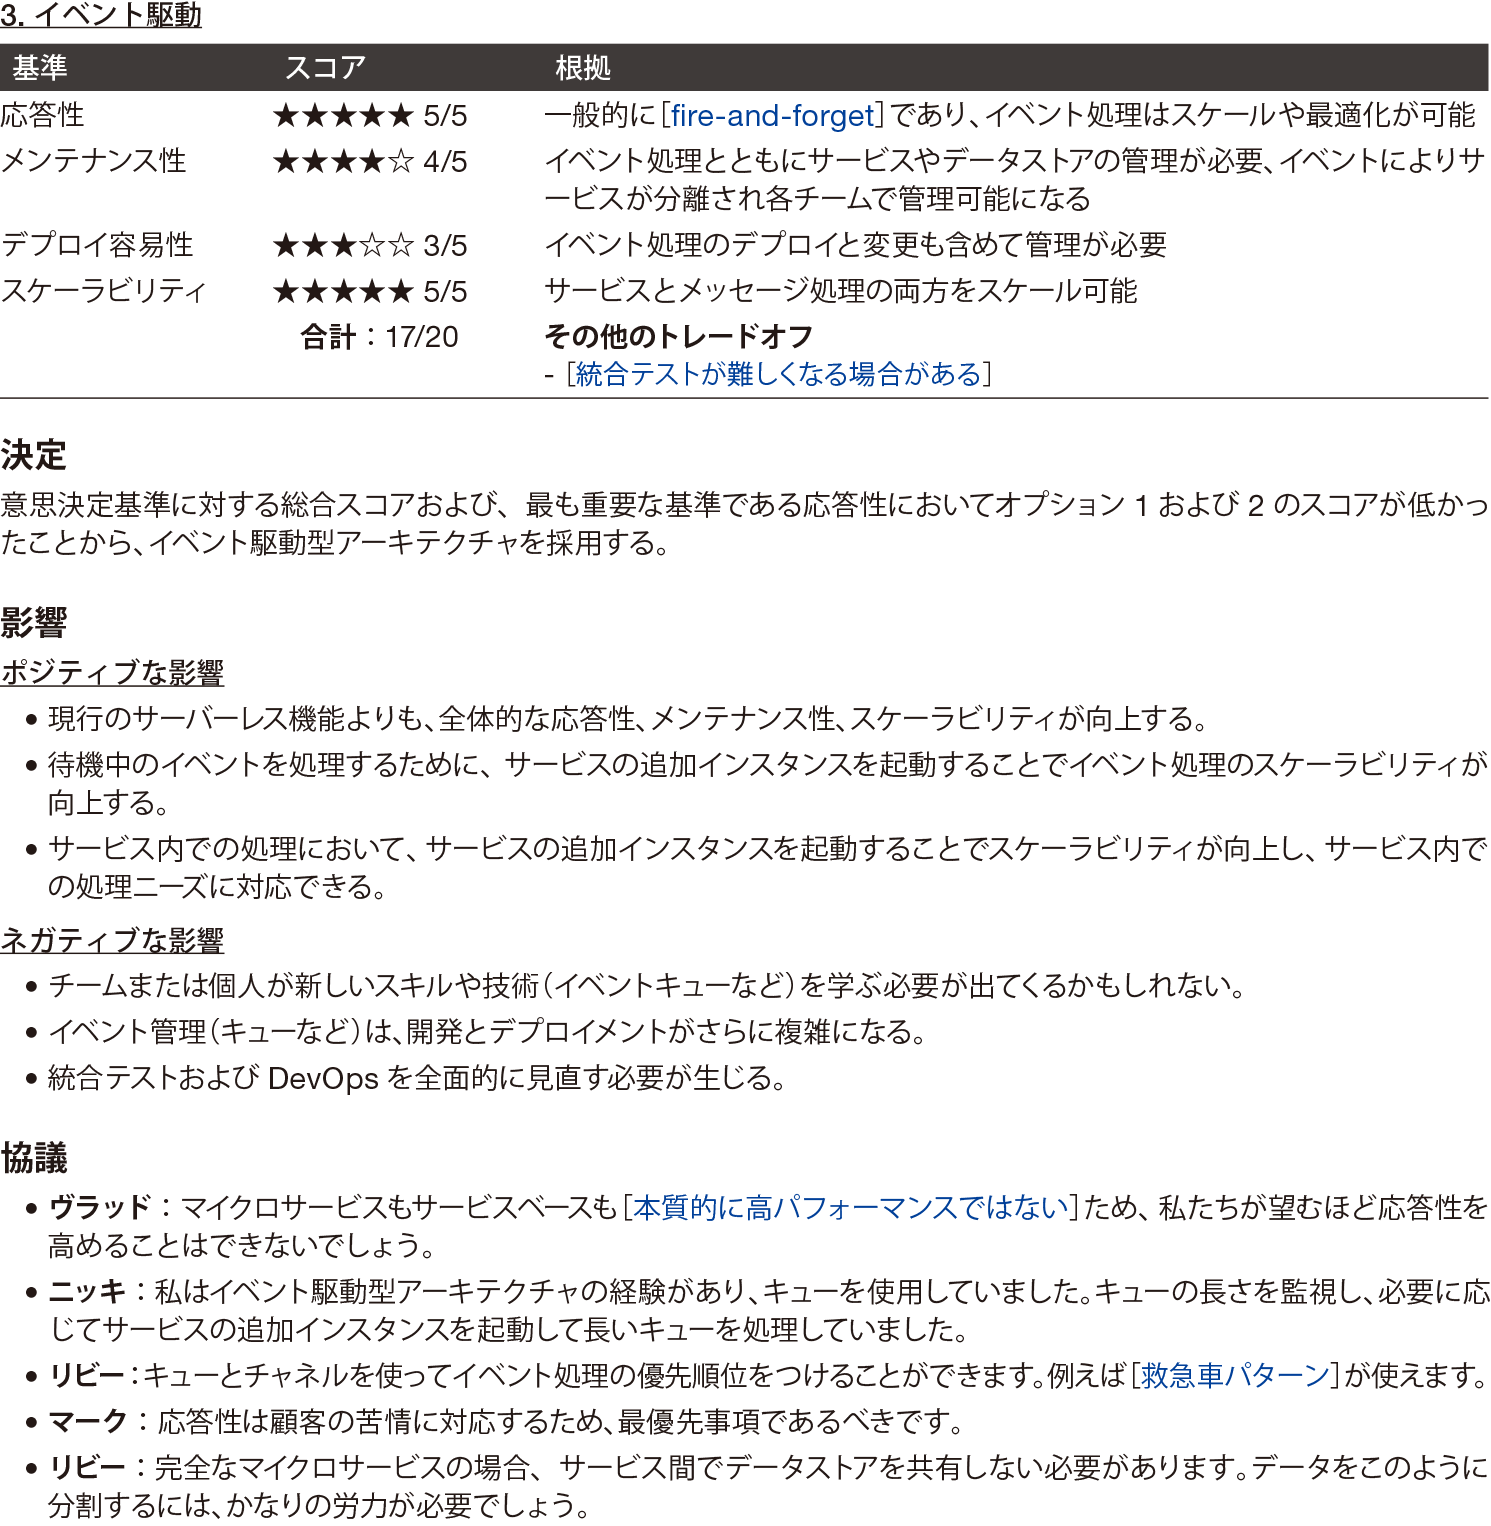 3. イベント駆動
基準 スコア 根拠
応答性 ★★★★★ 5/5 一般的に［fire-and-forget］であり、イベント処理はスケールや最適化が可能
メンテナンス性 ★★★★☆ 4/5 イベント処理とともにサービスやデータストアの管理が必要、イベントによりサ
ービスが分離され各チームで管理可能になる
デプロイ容易性 ★★★☆☆ 3/5 イベント処理のデプロイと変更も含めて管理が必要
スケーラビリティ ★★★★★ 5/5 サービスとメッセージ処理の両方をスケール可能
合計：17/20 その他のトレードオフ
-［統合テストが難しくなる場合がある］
決定
意思決定基準に対する総合スコアおよび、最も重要な基準である応答性においてオプション 1 および 2 のスコアが低かっ
たことから、イベント駆動型アーキテクチャを採用する。
影響
ポジティブな影響
● 現行のサーバーレス機能よりも、全体的な応答性、メンテナンス性、スケーラビリティが向上する。
● 待機中のイベントを処理するために、サービスの追加インスタンスを起動することでイベント処理のスケーラビリティが
向上する。
● サービス内での処理において、サービスの追加インスタンスを起動することでスケーラビリティが向上し、サービス内で
の処理ニーズに対応できる。
ネガティブな影響
● チームまたは個人が新しいスキルや技術（イベントキューなど）を学ぶ必要が出てくるかもしれない。
● イベント管理（キューなど）は、開発とデプロイメントがさらに複雑になる。
● 統合テストおよび DevOps を全面的に見直す必要が生じる。
協議
● ヴラッド：マイクロサービスもサービスベースも［本質的に高パフォーマンスではない］ため、私たちが望むほど応答性を
高めることはできないでしょう。
● ニッキ：私はイベント駆動型アーキテクチャの経験があり、キューを使用していました。キューの長さを監視し、必要に応
じてサービスの追加インスタンスを起動して長いキューを処理していました。
● リビー：キューとチャネルを使ってイベント処理の優先順位をつけることができます。例えば［救急車パターン］が使えます。
● マーク：応答性は顧客の苦情に対応するため、最優先事項であるべきです。
● リビー：完全なマイクロサービスの場合、サービス間でデータストアを共有しない必要があります。データをこのように
分割するには、かなりの労力が必要でしょう。